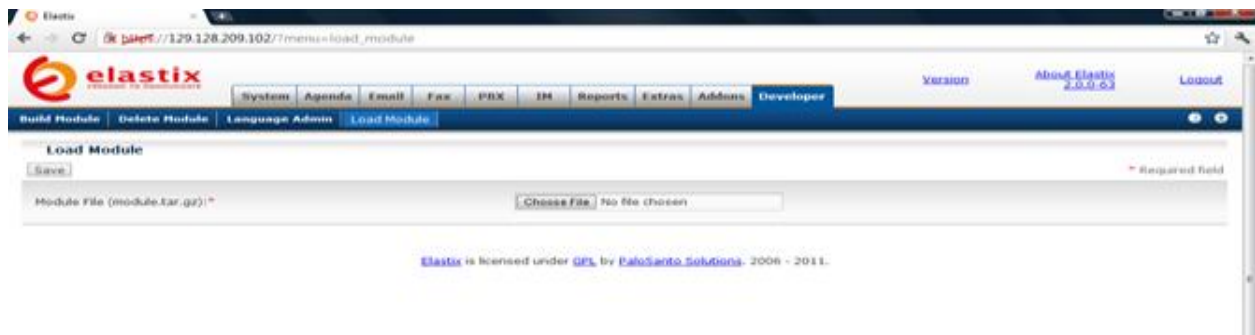 Elastix
https://129.128.209.102/?menu=load_module
elastix
Version
About Elastix 2.0.0-63
Logout
System Agenda Email Fax PBX IM Reports Extras Addons Developer
Build Module Delete Module Language Admin Load Module
Load Module
Save
* Required field
Module File (module.tar.gz):* Choose File No file chosen
Elastix is licensed under GPL by PaloSanto Solutions. 2006 - 2011.